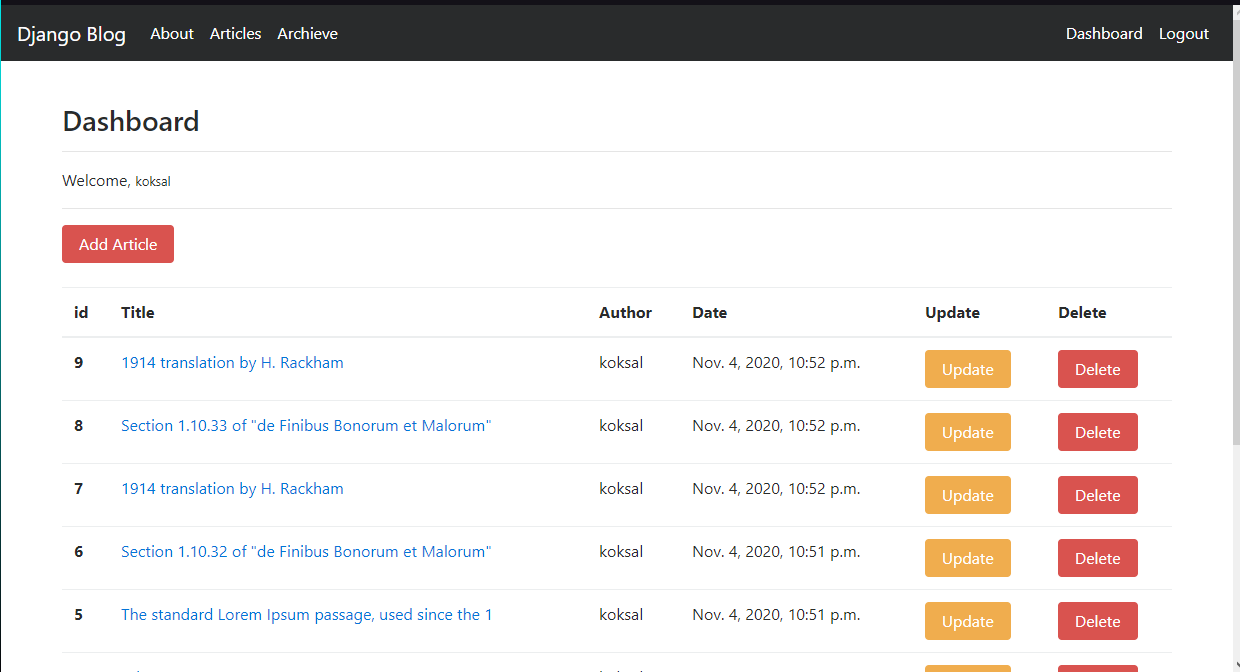 Django Blog About Articles Archieve Dashboard Logout
Dashboard
Welcome, koksal
Add Article
id Title Author Date Update Delete
9 1914 translation by H. Rackham koksal Nov. 4, 2020, 10:52 p.m. Update Delete
8 Section 1.10.33 of "de Finibus Bonorum et Malorum" koksal Nov. 4, 2020, 10:52 p.m. Update Delete
7 1914 translation by H. Rackham koksal Nov. 4, 2020, 10:52 p.m. Update Delete
6 Section 1.10.32 of "de Finibus Bonorum et Malorum" koksal Nov. 4, 2020, 10:51 p.m. Update Delete
5 The standard Lorem Ipsum passage, used since the 1 koksal Nov. 4, 2020, 10:51 p.m. Update Delete